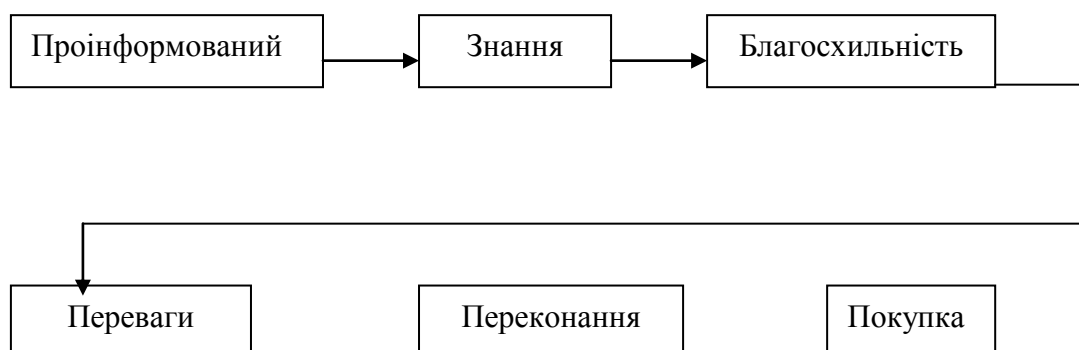 Проінформований Знання Благосхильність
Переваги Переконання Покупка